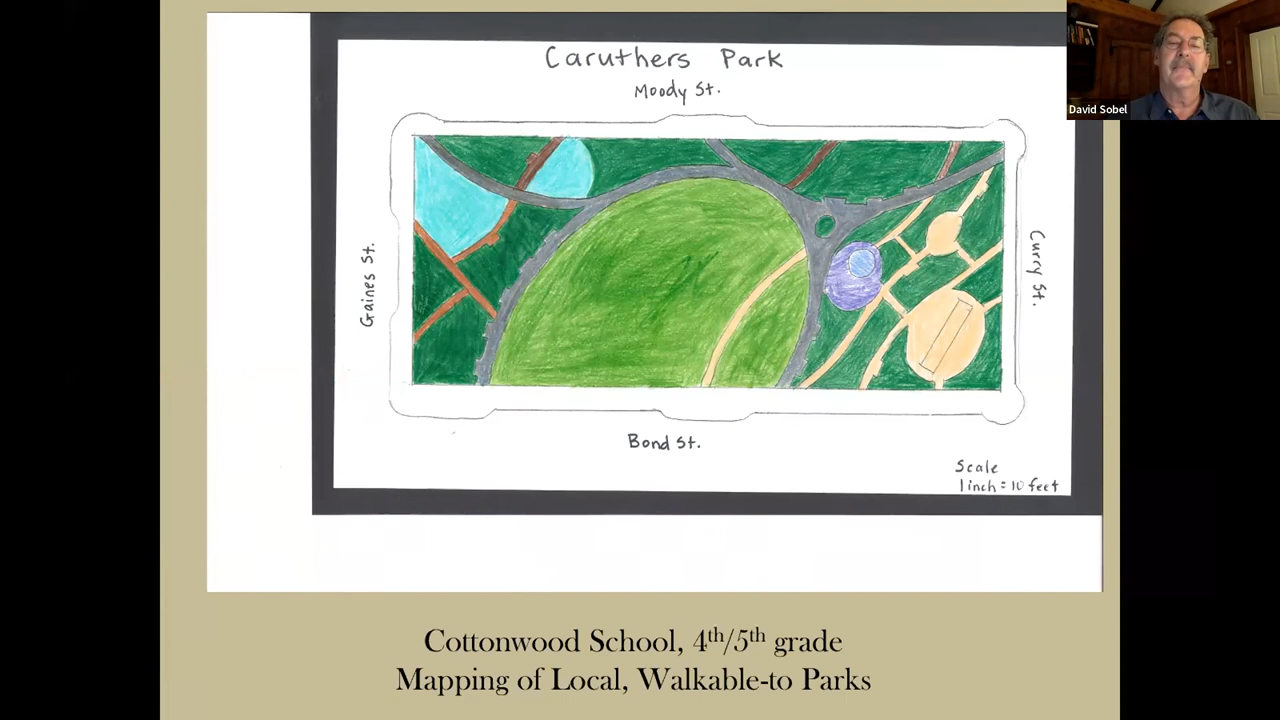 Caruthers Park
Moody St.
David Sobel
Gaines St.
Curry St.
Bond St.
Scale
1 inch = 10 feet
Cottonwood School, 4th/5th grade
Mapping of Local, Walkable-to Parks